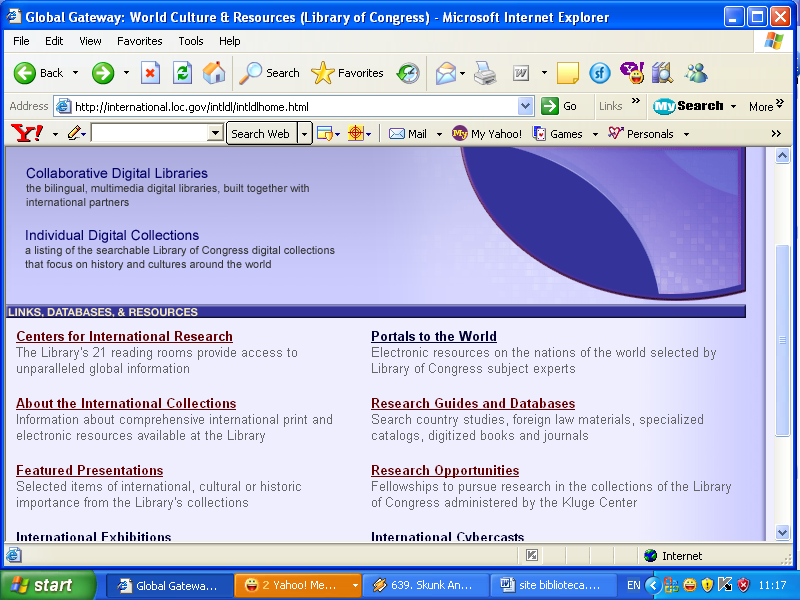 Global Gateway: World Culture & Resources (Library of Congress) - Microsoft Internet Explorer
File Edit View Favorites Tools Help
Back Search Favorites W sf
Address http://international.loc.gov/intldl/intldlhome.html Go Links » My Search More »
Y! Search Web Mail My Yahoo! Games Personals »
Collaborative Digital Libraries
the bilingual, multimedia digital libraries, built together with
international partners
Individual Digital Collections
a listing of the searchable Library of Congress digital collections
that focus on history and cultures around the world
LINKS, DATABASES, & RESOURCES
Centers for International Research
The Library's 21 reading rooms provide access to
unparalleled global information
Portals to the World
Electronic resources on the nations of the world selected by
Library of Congress subject experts
About the International Collections
Information about comprehensive international print and
electronic resources available at the Library
Research Guides and Databases
Search country studies, foreign law materials, specialized
catalogs, digitized books and journals
Featured Presentations
Selected items of international, cultural or historic
importance from the Library's collections
Research Opportunities
Fellowships to pursue research in the collections of the Library
of Congress administered by the Kluge Center
International Exhibitions
International Cybercasts
Internet
start Global Gatewa... 2 Yahoo! Me... 639. Skunk An... site biblioteca.... EN 11:17